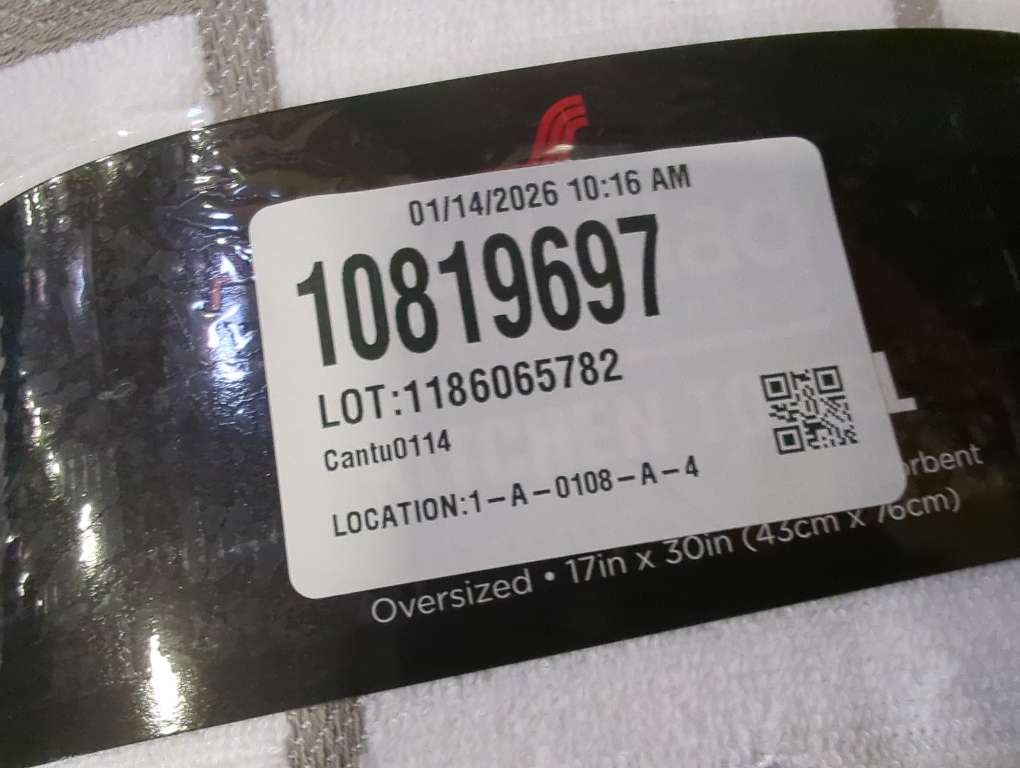 01/14/2026 10:16 AM
10819697
LOT:1186065782
Cantu0114
LOCATION:1-A-0108-A-4
Oversized • 17in x 30in (43cm x 76cm)